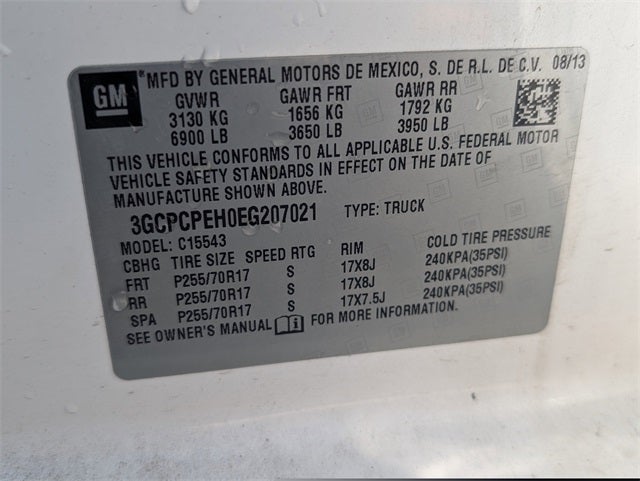 GM *MFD BY GENERAL MOTORS DE MEXICO, S. DE R.L. DE C.V. 08/13
GVWR GAWR FRT GAWR RR
3130 KG 1656 KG 1792 KG
6900 LB 3650 LB 3950 LB
THIS VEHICLE CONFORMS TO ALL APPLICABLE U.S. FEDERAL MOTOR
VEHICLE SAFETY STANDARDS IN EFFECT ON THE DATE OF
MANUFACTURE SHOWN ABOVE.
3GCPCPEH0EG207021 TYPE: TRUCK
MODEL: C15543
CBHG TIRE SIZE SPEED RTG RIM COLD TIRE PRESSURE
FRT P255/70R17 S 17X8J 240KPA(35PSI)
RR P255/70R17 S 17X8J 240KPA(35PSI)
SPA P255/70R17 S 17X7.5J 240KPA(35PSI)
SEE OWNER'S MANUAL FOR MORE INFORMATION.